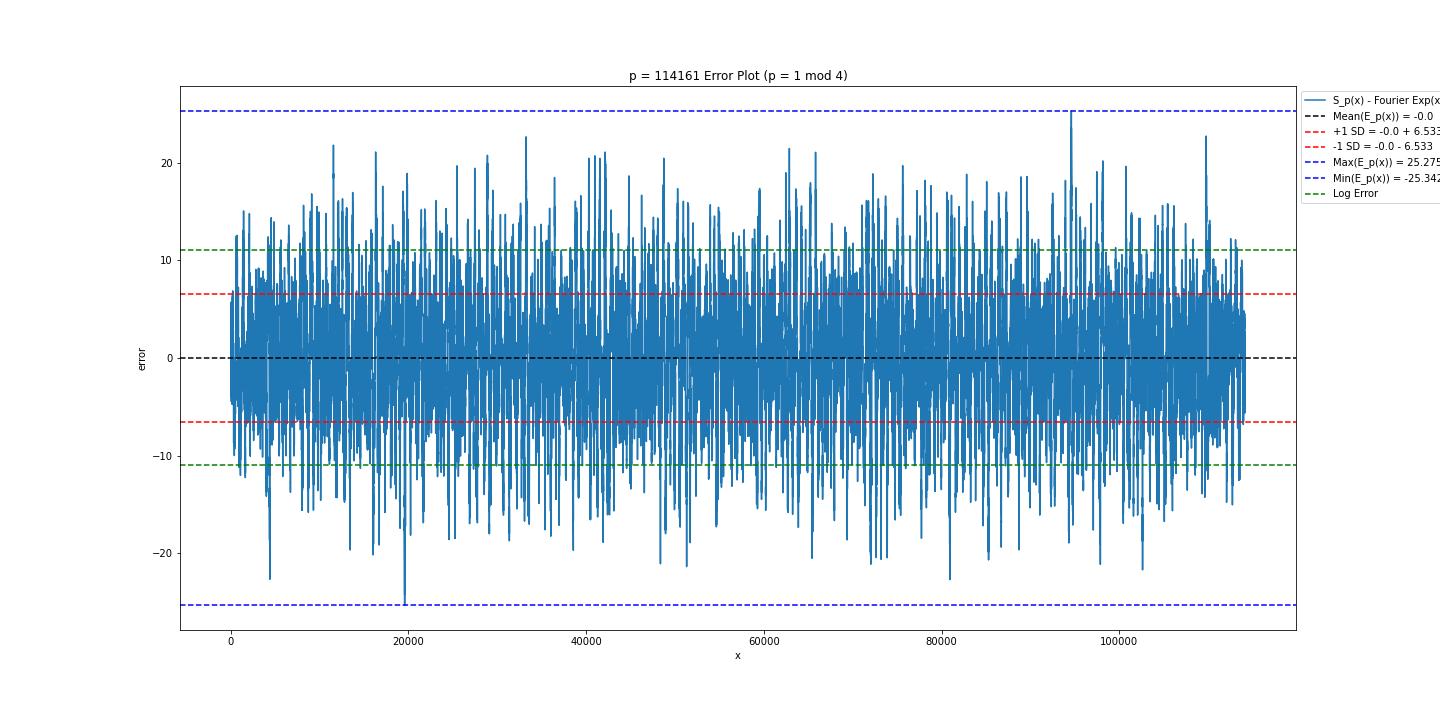 p = 114161 Error Plot (p = 1 mod 4)
S_p(x) - Fourier Exp(x
Mean(E_p(x)) = -0.0
+1 SD = -0.0 + 6.533
-1 SD = -0.0 - 6.533
Max(E_p(x)) = 25.275
Min(E_p(x)) = -25.342
Log Error
error
20
10
0
−10
−20
0 20000 40000 60000 80000 100000
x